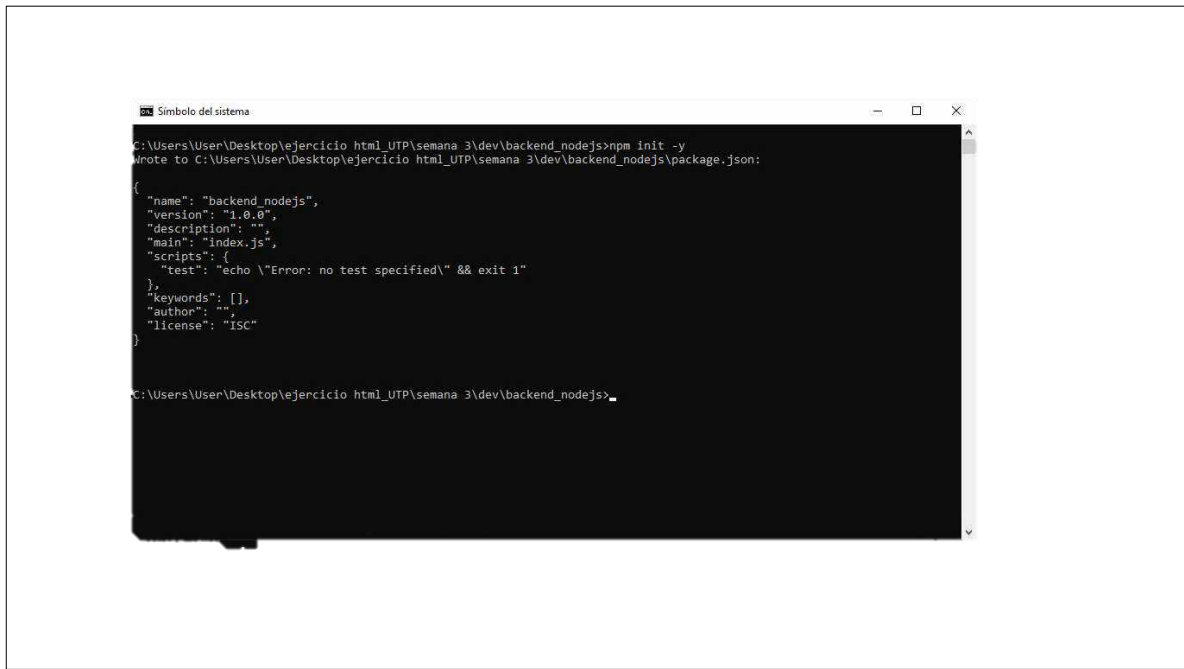 Símbolo del sistema
C:\Users\User\Desktop\ejercicio html_UTP\semana 3\dev\backend_nodejs>npm init -y
Wrote to C:\Users\User\Desktop\ejercicio html_UTP\semana 3\dev\backend_nodejs\package.json:
{
"name": "backend_nodejs",
"version": "1.0.0",
"description": "",
"main": "index.js",
"scripts": {
"test": "echo \"Error: no test specified\" && exit 1"
},
"keywords": [],
"author": "",
"license": "ISC"
}
C:\Users\User\Desktop\ejercicio html_UTP\semana 3\dev\backend_nodejs>